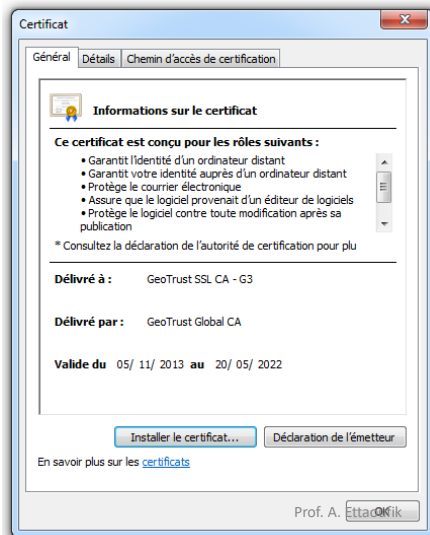 Certificat
Général Détails Chemin d'accès de certification
Informations sur le certificat
Ce certificat est conçu pour les rôles suivants :
• Garantit l'identité d'un ordinateur distant
• Garantit votre identité auprès d'un ordinateur distant
• Protège le courrier électronique
• Assure que le logiciel provenait d'un éditeur de logiciels
• Protège le logiciel contre toute modification après sa
publication
* Consultez la déclaration de l'autorité de certification pour plu
Délivré à : GeoTrust SSL CA - G3
Délivré par : GeoTrust Global CA
Valide du 05/ 11/ 2013 au 20/ 05/ 2022
Installer le certificat... Déclaration de l'émetteur
En savoir plus sur les certificats
Prof. A. Ettaoufik
OK